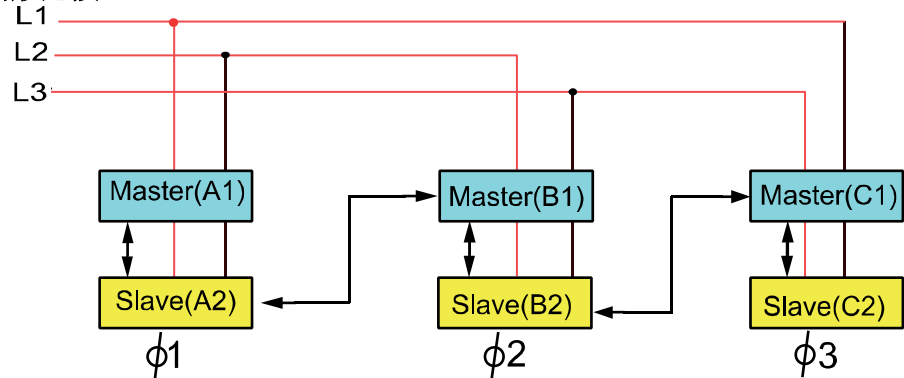 L1
L2
L3
Master(A1)
Master(B1)
Master(C1)
Slave(A2)
Slave(B2)
Slave(C2)
ϕ1
ϕ2
ϕ3